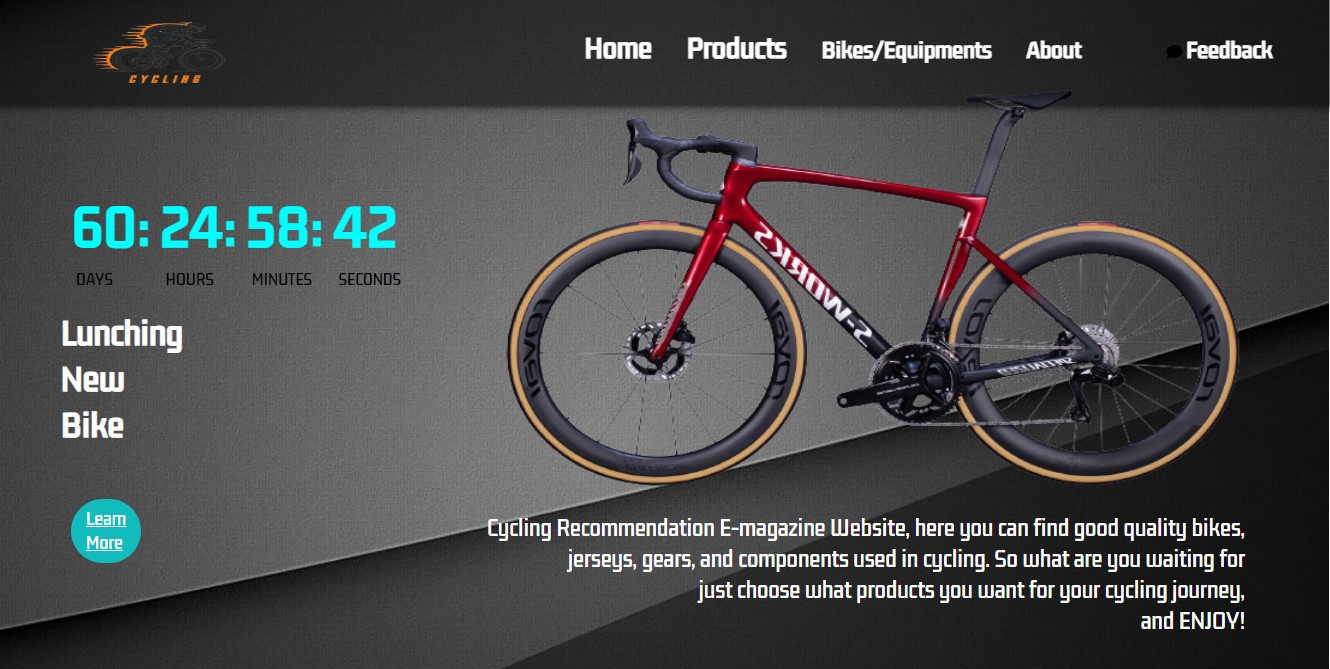 CYCLING
Home Products Bikes/Equipments About Feedback
60: 24: 58: 42
DAYS HOURS MINUTES SECONDS
Lunching
New
Bike
Learn
More
S-WORKS
Cycling Recommendation E-magazine Website, here you can find good quality bikes,
jerseys, gears, and components used in cycling. So what are you waiting for
just choose what products you want for your cycling journey,
and ENJOY!